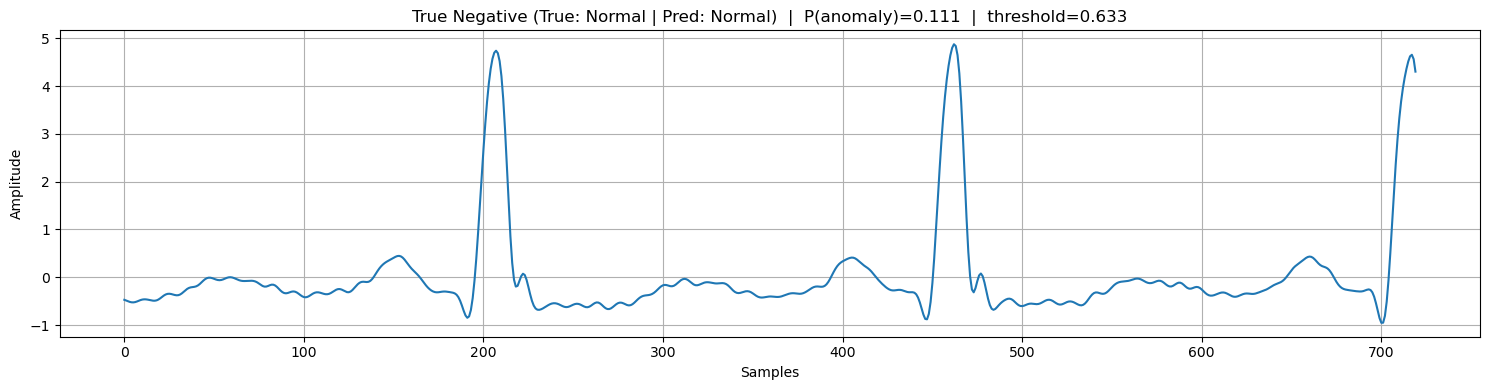 True Negative (True: Normal | Pred: Normal) | P(anomaly)=0.111 | threshold=0.633
5
4
3
2
1
0
−1
Amplitude
0 100 200 300 400 500 600 700
Samples